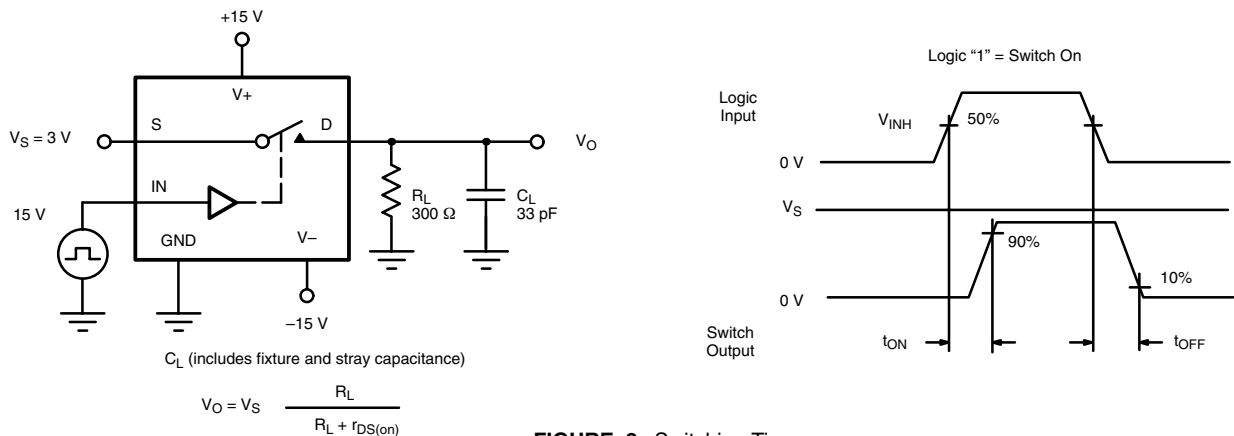 +15 V
V+
S
D
VS = 3 V
VO
IN
15 V
RL
300 Ω
CL
33 pF
GND
V–
–15 V
CL (includes fixture and stray capacitance)
VO = VS RL
RL + rDS(on)
Logic “1” = Switch On
Logic
Input
VINH
50%
0 V
VS
90%
0 V
10%
Switch
Output
tON
tOFF